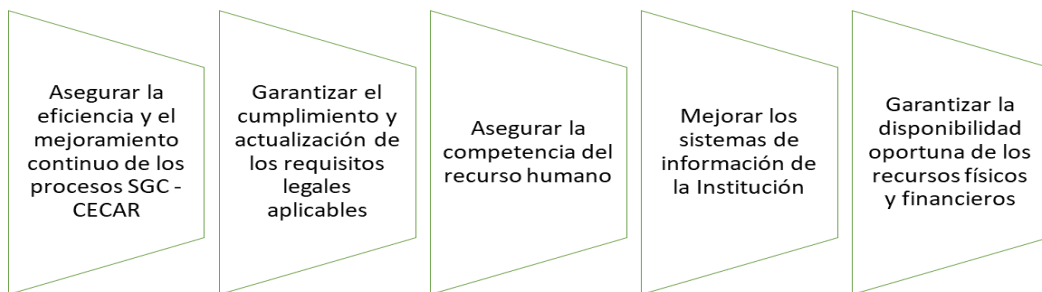 Asegurar la
eficiencia y el
mejoramiento
continuo de los
procesos SGC -
CECAR
Garantizar el
cumplimiento y
actualización de
los requisitos
legales
aplicables
Asegurar la
competencia del
recurso humano
Mejorar los
sistemas de
información de
la Institución
Garantizar la
disponibilidad
oportuna de los
recursos físicos
y financieros